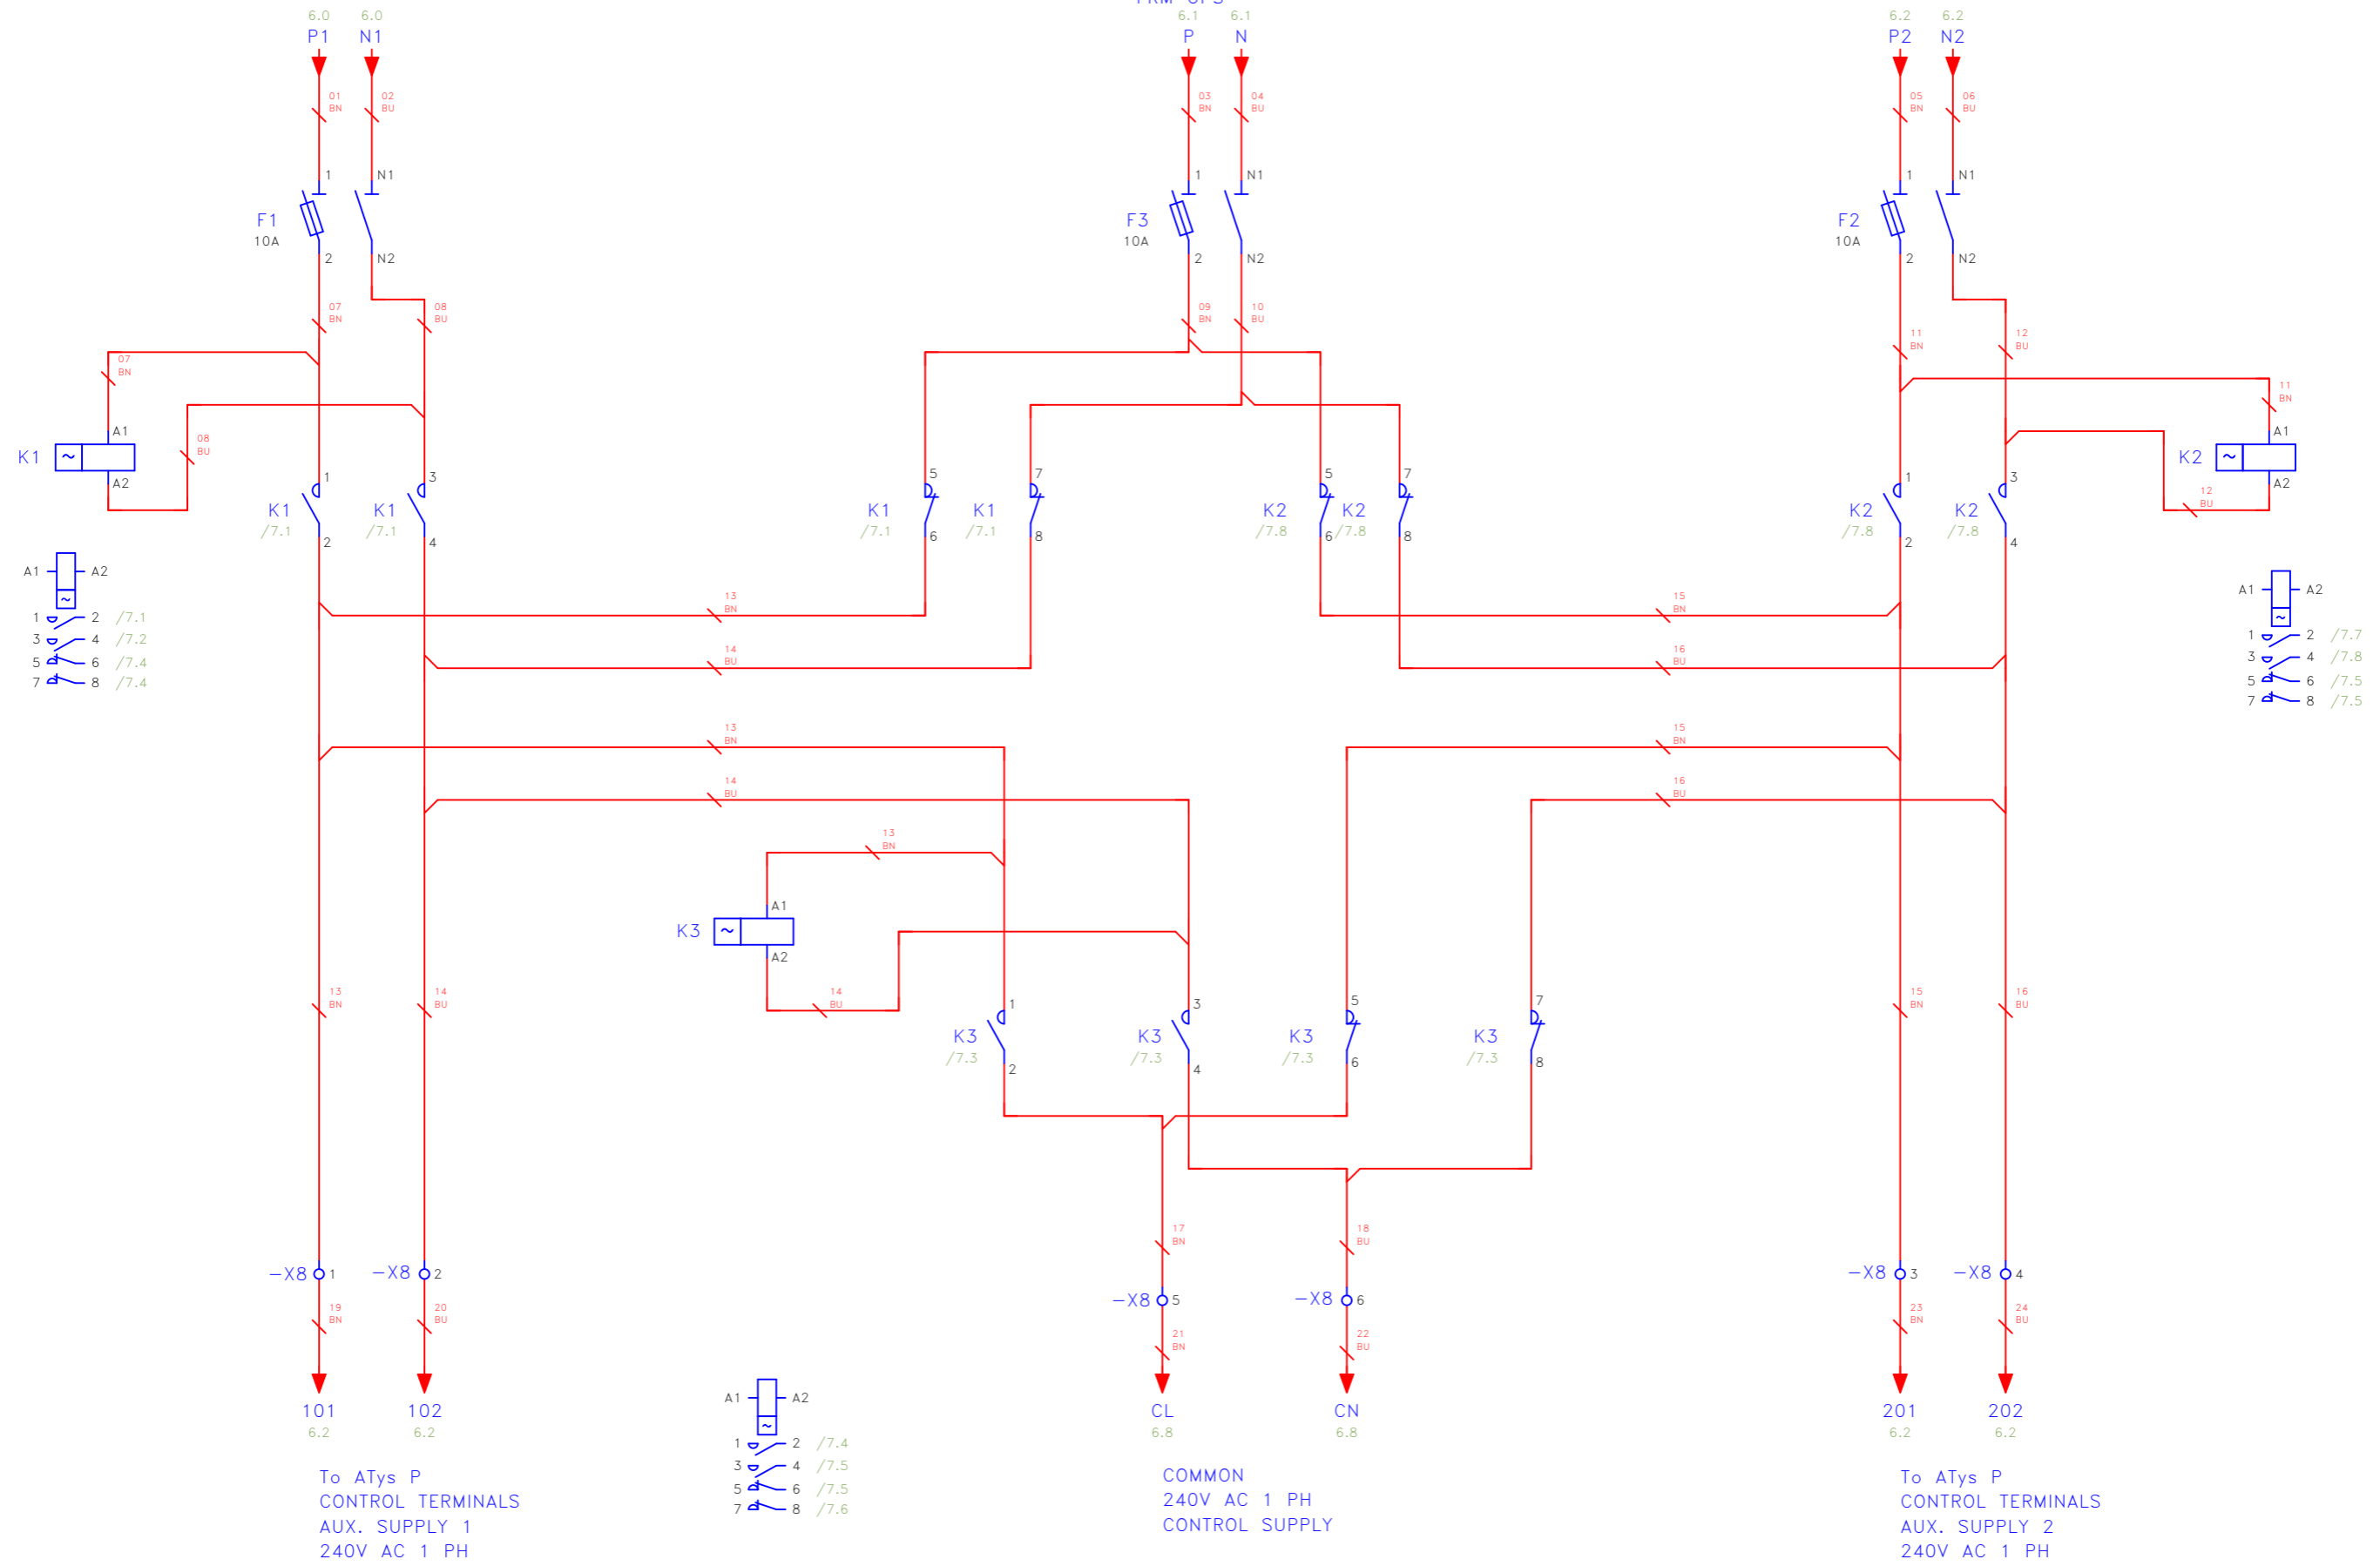 FRM UPS
6.0 6.0 6.1 6.1 6.2 6.2
P1 N1 P N P2 N2
01 02 03 04 05 06
BN BU BN BU BN BU
1 N1 1 N1 1 N1
F1 F3 F2
10A 10A 10A
2 N2 2 N2 2 N2
07 08 09 10 11 12
BN BU BN BU BN BU
07
BN
11
BN
A1 A1
08
BU
K1 K2
A2 A2
12
BU
1 3 5 7 5 7 1 3
K1 K1 K1 K1 K2 K2 K2 K2
/7.1 /7.1 /7.1 /7.1 /7.8 /7.8 /7.8 /7.8
2 4 6 8 6 8 2 4
A1 A2
1 2 /7.1
3 4 /7.2
5 6 /7.4
7 8 /7.4
A1 A2
1 2 /7.7
3 4 /7.8
5 6 /7.5
7 8 /7.5
13 15
BN BN
14 16
BU BU
13 15
BN BN
14 16
BU BU
13
BN
A1
K3
A2
14
BU
13 14 15 16
BN BU BN BU
1 3 5 7
K3 K3 K3 K3
/7.3 /7.3 /7.3 /7.3
2 4 6 8
17 18
BN BU
-X8 1 -X8 2 -X8 3 -X8 4
-X8 5 -X8 6
19 20 23 24
BN BU BN BU
21 22
BN BU
A1 A2
1 2 /7.4
3 4 /7.5
5 6 /7.5
7 8 /7.6
101 102 CL CN 201 202
6.2 6.2 6.8 6.8 6.2 6.2
To ATys P
CONTROL TERMINALS
AUX. SUPPLY 1
240V AC 1 PH
COMMON
240V AC 1 PH
CONTROL SUPPLY
To ATys P
CONTROL TERMINALS
AUX. SUPPLY 2
240V AC 1 PH